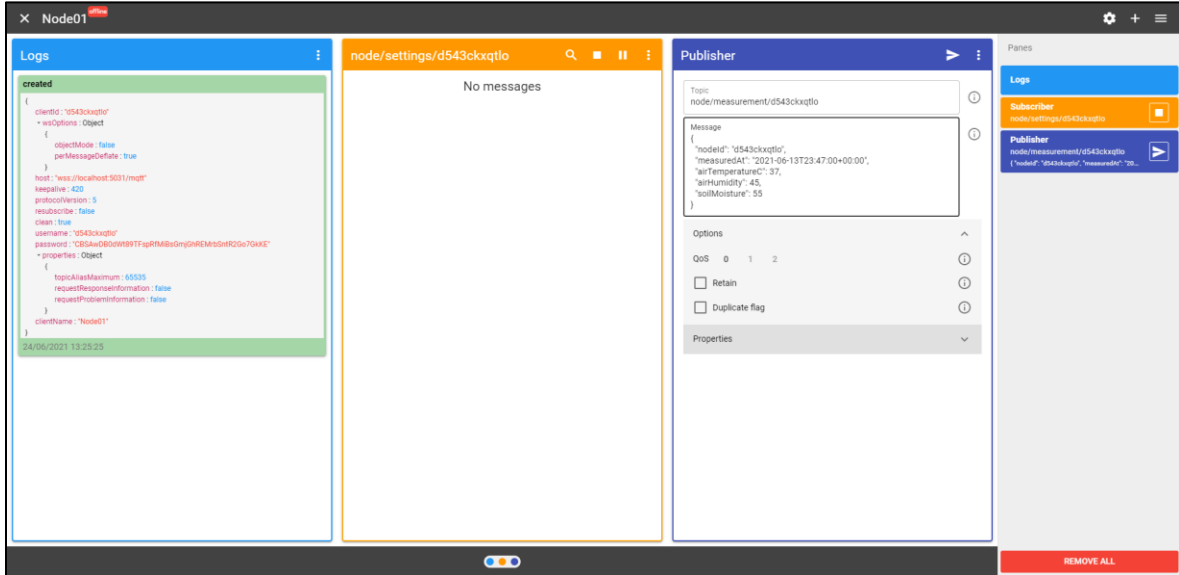 Node01 offline
Logs
created
{
clientId : "d543ckxqtlo"
wsOptions : Object
{
objectMode : false
perMessageDeflate : true
}
host : "wss://localhost:5031/mqtt"
keepalive : 420
protocolVersion : 5
resubscribe : false
clean : true
username : "d543ckxqtlo"
properties : Object
{
topicAliasMaximum : 65535
requestResponseInformation : false
requestProblemInformation : false
}
clientName : "Node01"
}
24/06/2021 13:25:25
node/settings/d543ckxqtlo
No messages
Publisher
Topic
node/measurement/d543ckxqtlo
Message
{
"nodeId": "d543ckxqtlo",
"measuredAt": "2021-06-13T23:47:00+00:00",
"airTemperatureC": 37,
"airHumidity": 45,
"soilMoisture": 55
}
Options
QoS 0 1 2
Retain
Duplicate flag
Properties
Panes
Logs
Subscriber
node/settings/d543ckxqtlo
Publisher
node/measurement/d543ckxqtlo
{ "nodeId": "d543ckxqtlo", "measuredAt": "20...
REMOVE ALL